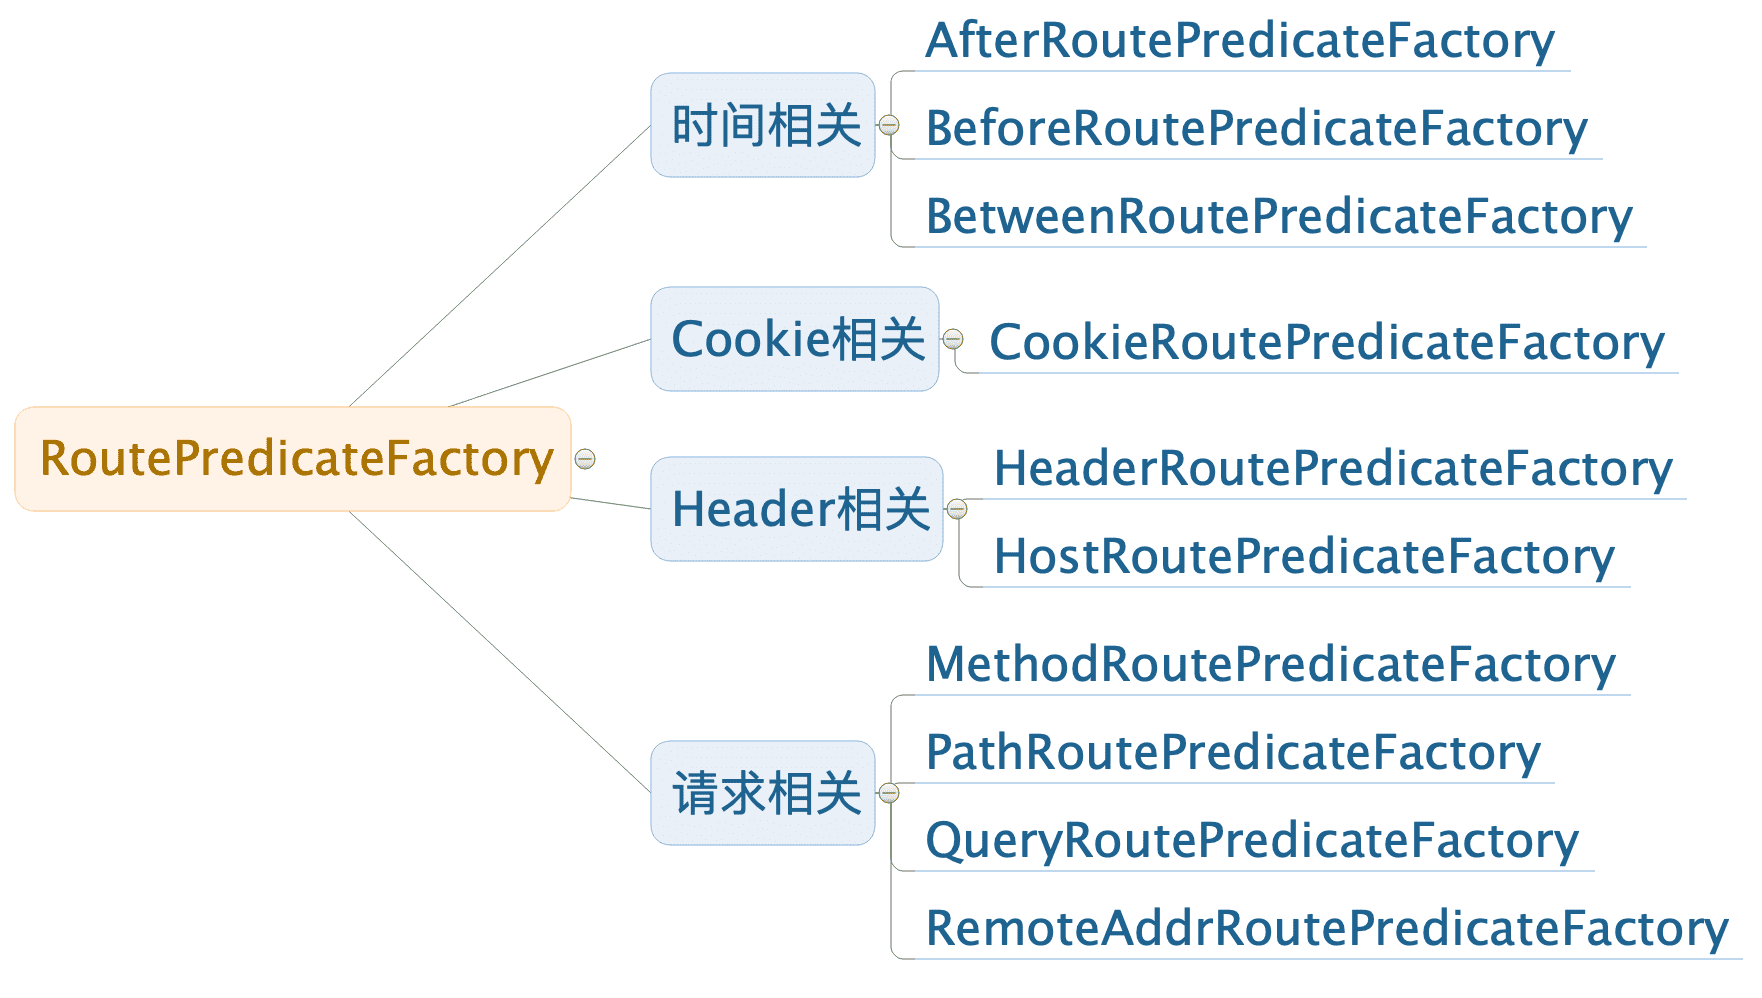 RoutePredicateFactory
时间相关
AfterRoutePredicateFactory
BeforeRoutePredicateFactory
BetweenRoutePredicateFactory
Cookie相关
CookieRoutePredicateFactory
Header相关
HeaderRoutePredicateFactory
HostRoutePredicateFactory
请求相关
MethodRoutePredicateFactory
PathRoutePredicateFactory
QueryRoutePredicateFactory
RemoteAddrRoutePredicateFactory